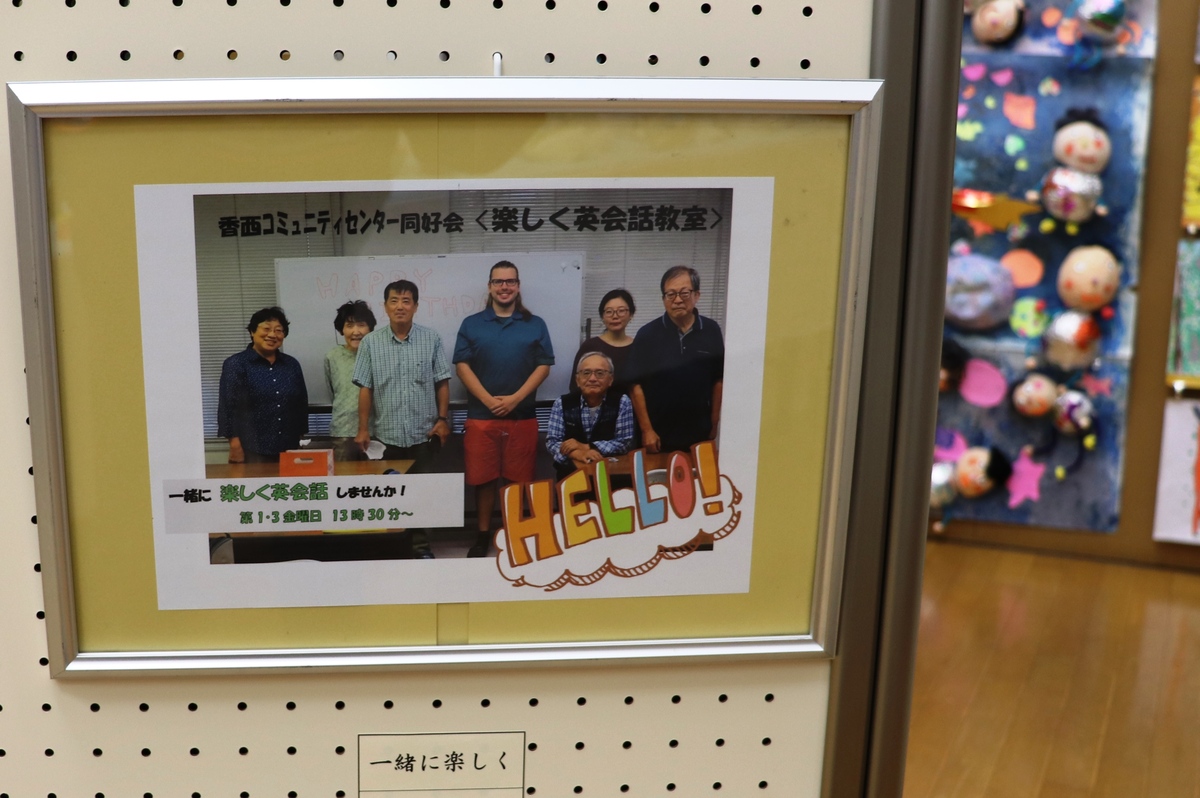 香西コミュニティセンター同好会〈楽しく英会話教室〉
HAPPY
一緒に 楽しく英会話 しませんか！
第1・3金曜日 13時30分～
HELLO!
一緒に楽しく